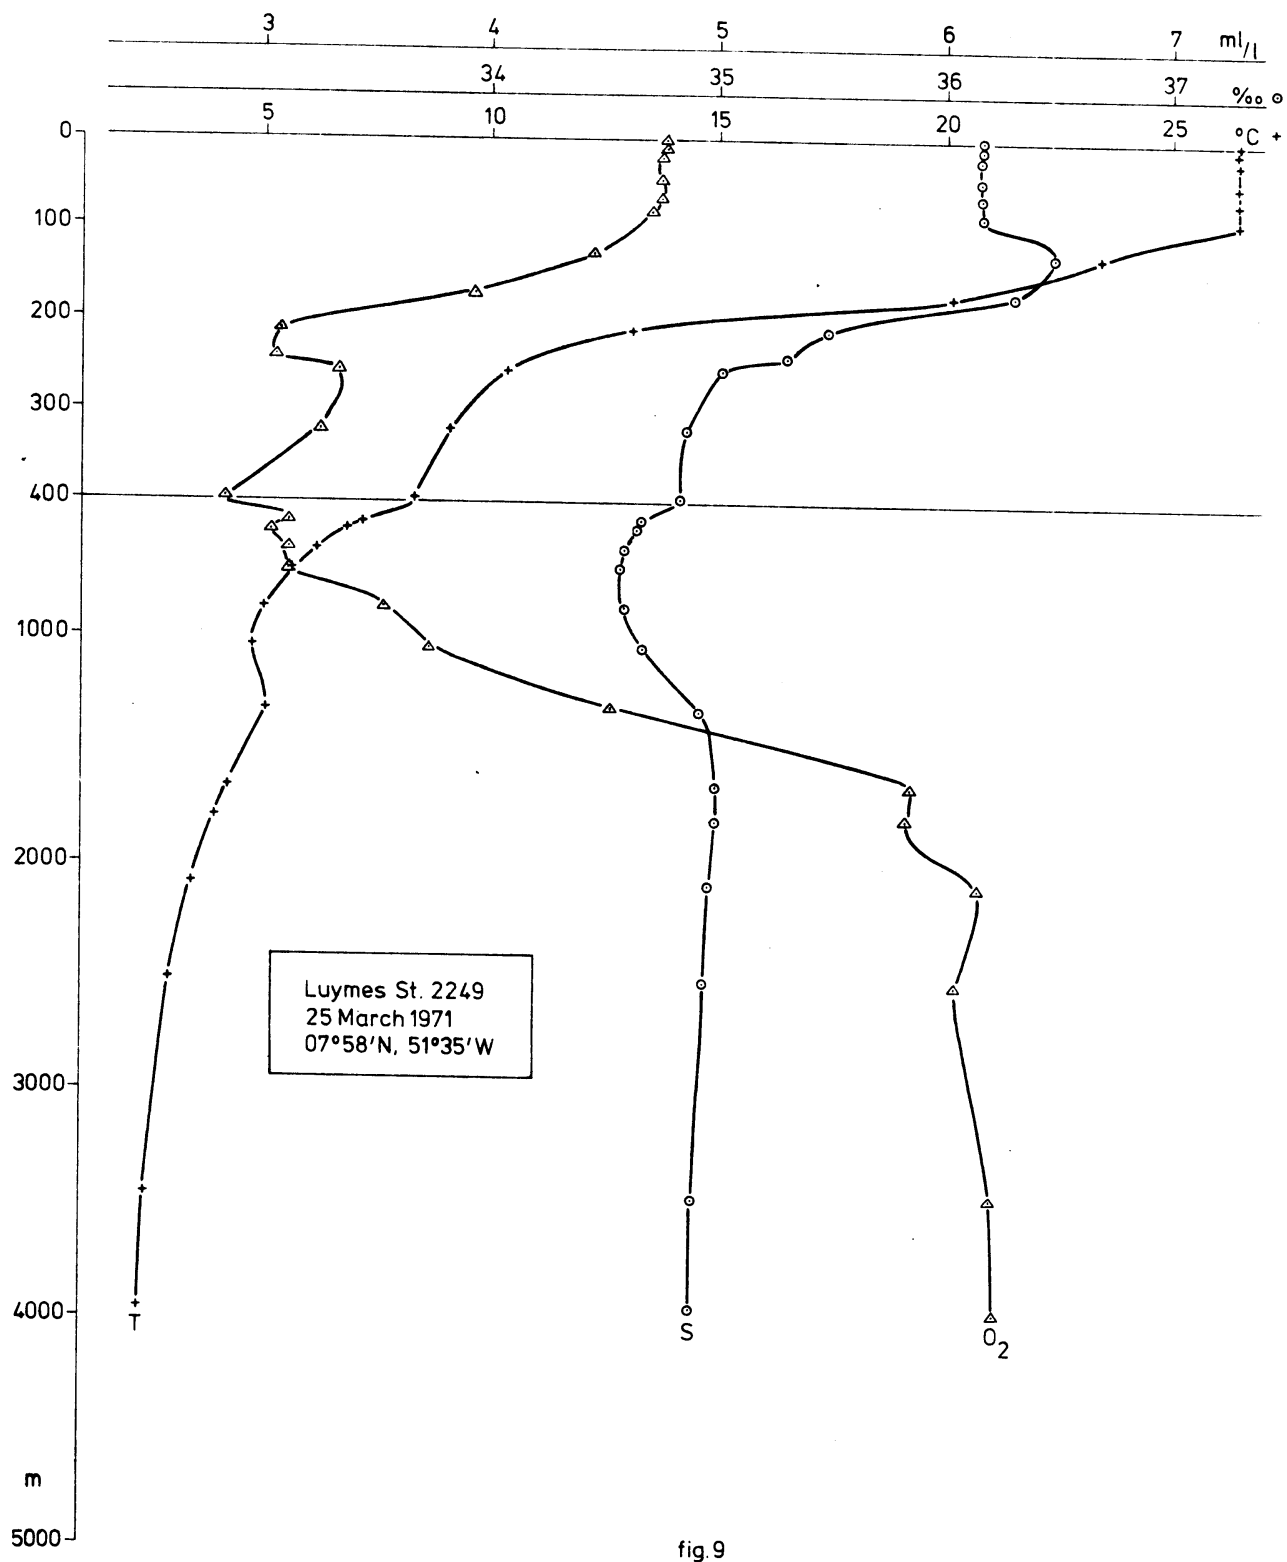 3 4 5 6 7 ml/l
34 35 36 37 ‰ ⊙
5 10 15 20 25 °C +
0
100
200
300
400
1000
2000
Luymes St. 2249
25 March 1971
07°58'N, 51°35'W
3000
4000
T S O₂
m
5000
fig. 9